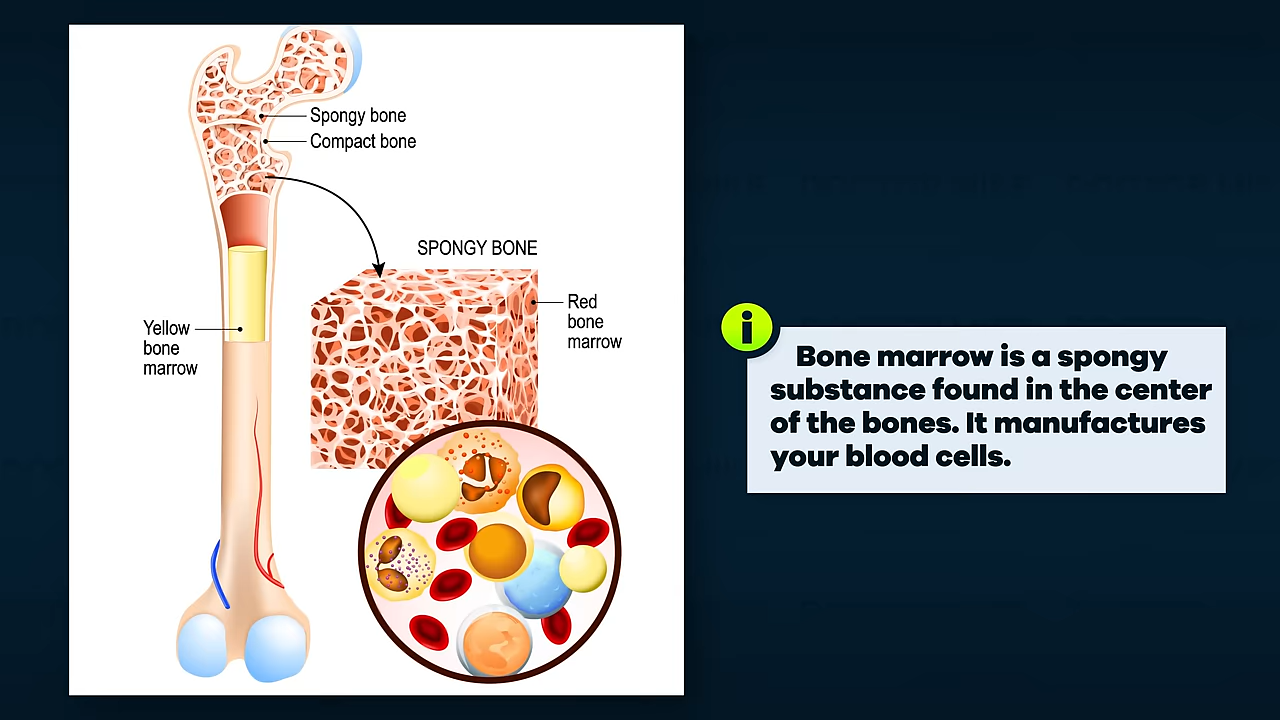 Spongy bone
Compact bone
SPONGY BONE
Red
bone
marrow
Yellow
bone
marrow
i
Bone marrow is a spongy
substance found in the center
of the bones. It manufactures
your blood cells.